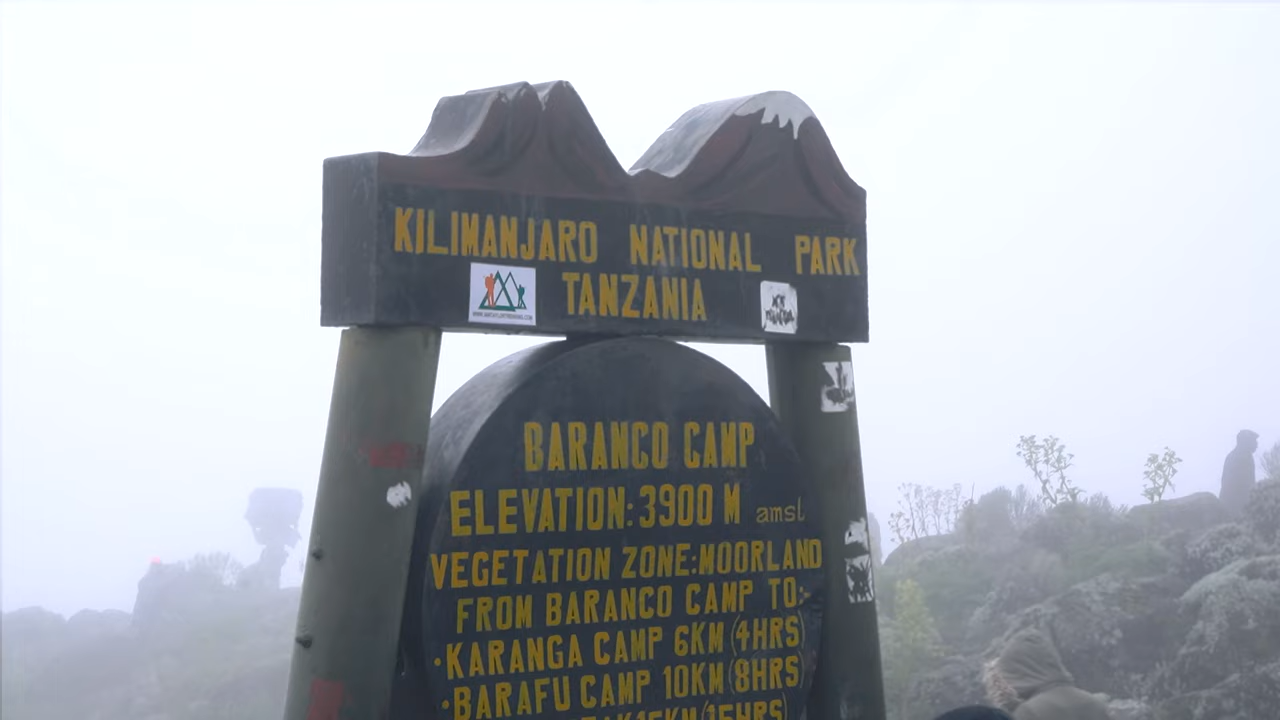 KILIMANJARO NATIONAL PARK
TANZANIA
BARANCO CAMP
ELEVATION: 3900 M amsl
VEGETATION ZONE:MOORLAND
FROM BARANCO CAMP TO:-
·KARANGA CAMP 6KM (4HRS)
·BARAFU CAMP 10KM (8HRS)